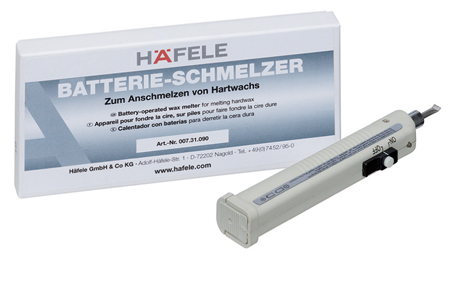 HÄFELE
BATTERIE-SCHMELZER
Zum Anschmelzen von Hartwachs
Battery-operated wax melter for melting hardwax
Appareil pour fondre la cire, sur piles pour faire fondre la cire dure
Calentador con baterías para derretir la cera dura
Art.-Nr. 007.31.090
Häfele GmbH & Co KG • Adolf-Häfele-Str. 1 • D-72202 Nagold • Tel. +49(0)7452/95-0
www.hafele.com
OFF ON